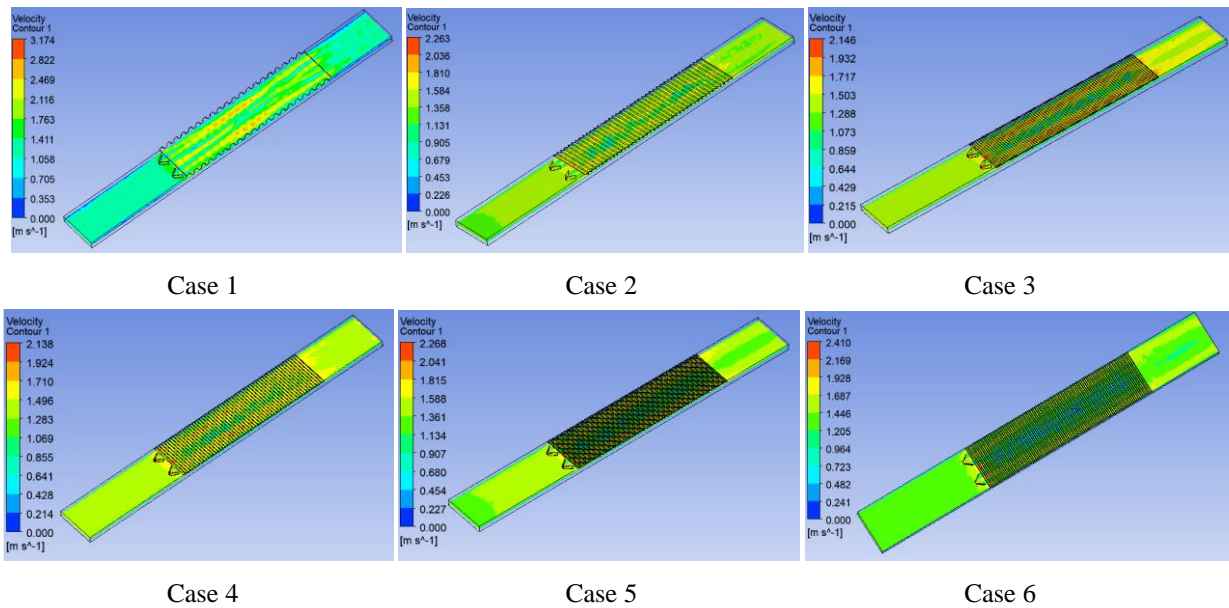 Velocity
Contour 1
3.174
2.822
2.469
2.116
1.763
1.411
1.058
0.705
0.353
0.000
[m s^-1]
Velocity
Contour 1
2.263
2.036
1.810
1.584
1.358
1.131
0.905
0.679
0.453
0.226
0.000
[m s^-1]
Velocity
Contour 1
2.146
1.932
1.717
1.503
1.288
1.073
0.859
0.644
0.429
0.215
0.000
[m s^-1]
Case 1
Case 2
Case 3
Velocity
Contour 1
2.138
1.924
1.710
1.496
1.283
1.069
0.855
0.641
0.428
0.214
0.000
[m s^-1]
Velocity
Contour 1
2.268
2.041
1.815
1.588
1.361
1.134
0.907
0.680
0.454
0.227
0.000
[m s^-1]
Velocity
Contour 1
2.410
2.169
1.928
1.687
1.446
1.205
0.964
0.723
0.482
0.241
0.000
[m s^-1]
Case 4
Case 5
Case 6